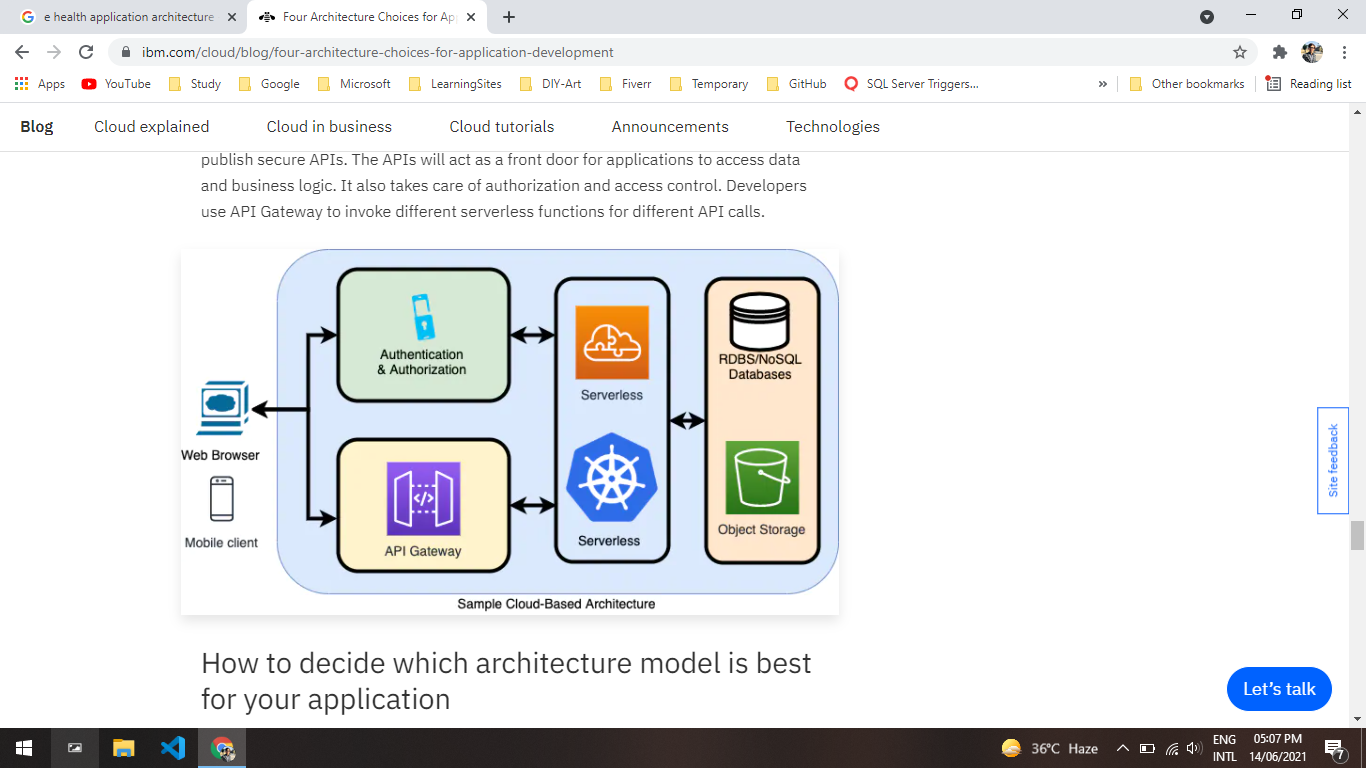 e health application architecture
Four Architecture Choices for Ap
ibm.com/cloud/blog/four-architecture-choices-for-application-development
Apps YouTube Study Google Microsoft LearningSites DIY-Art Fiverr Temporary GitHub SQL Server Triggers... » Other bookmarks Reading list
Blog Cloud explained Cloud in business Cloud tutorials Announcements Technologies
publish secure APIs. The APIs will act as a front door for applications to access data
and business logic. It also takes care of authorization and access control. Developers
use API Gateway to invoke different serverless functions for different API calls.
Authentication
& Authorization
Serverless
RDBS/NoSQL
Databases
Web Browser
Mobile client
API Gateway
Serverless
Object Storage
Sample Cloud-Based Architecture
Site feedback
How to decide which architecture model is best
for your application
Let's talk
36°C Haze
ENG
INTL
05:07 PM
14/06/2021
7